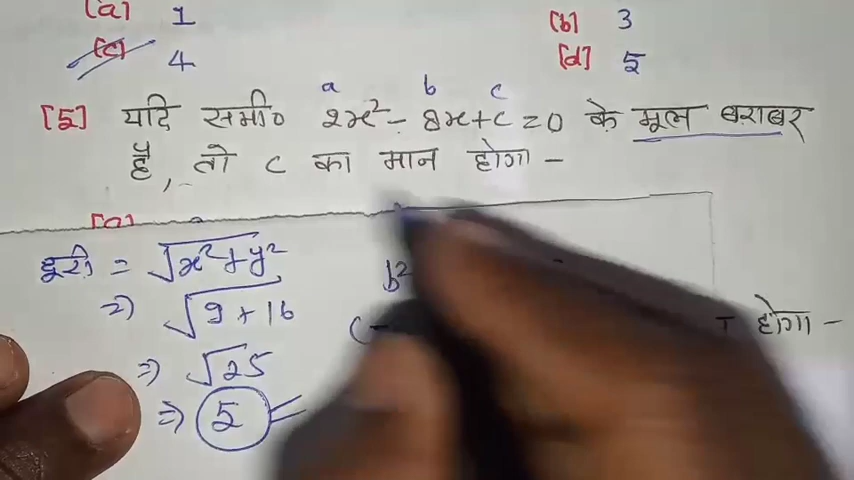 [a] 1 [b] 3
[c] 4 [d] 5
a b c
[5] यदि समी० 2x² - 8x + c = 0 के मूल बराबर
है, तो c का मान होगा -
[a]
दूरी = √x² + y²
b²
⇒ √9 + 16
होगा -
⇒ √25
⇒ 5